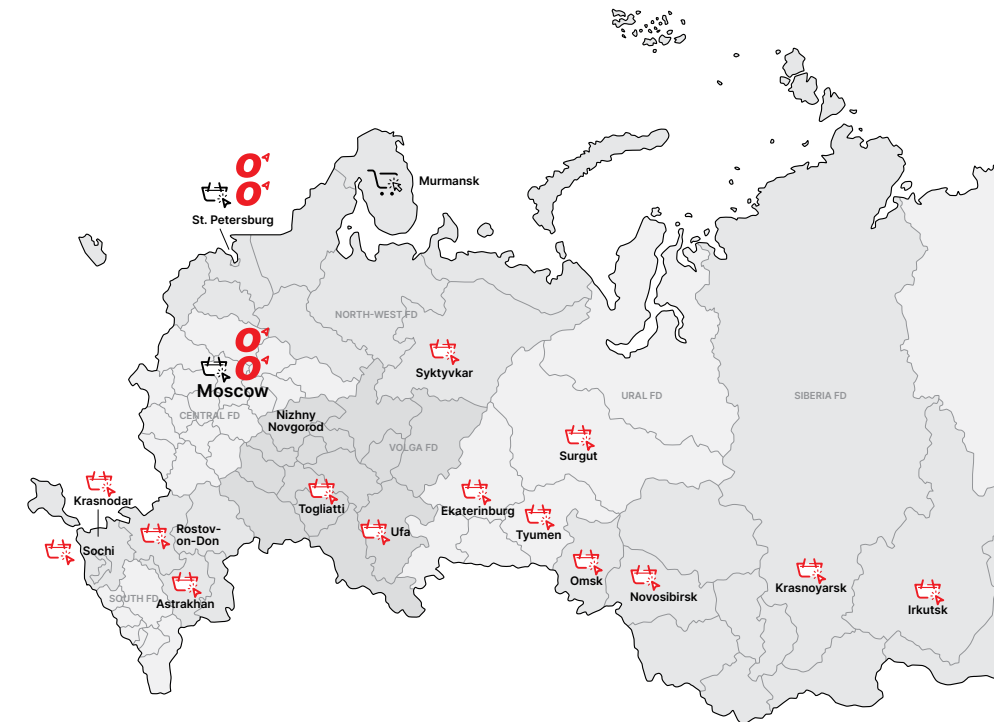 Murmansk
St. Petersburg
NORTH-WEST FD
Syktyvkar
Moscow
URAL FD
SIBERIA FD
CENTRAL FD
Nizhny
Novgorod
VOLGA FD
Surgut
Krasnodar
Togliatti
Ekaterinburg
Rostov-
on-Don
Ufa
Tyumen
Sochi
Omsk
Novosibirsk
Krasnoyarsk
SOUTH FD
Astrakhan
Irkutsk